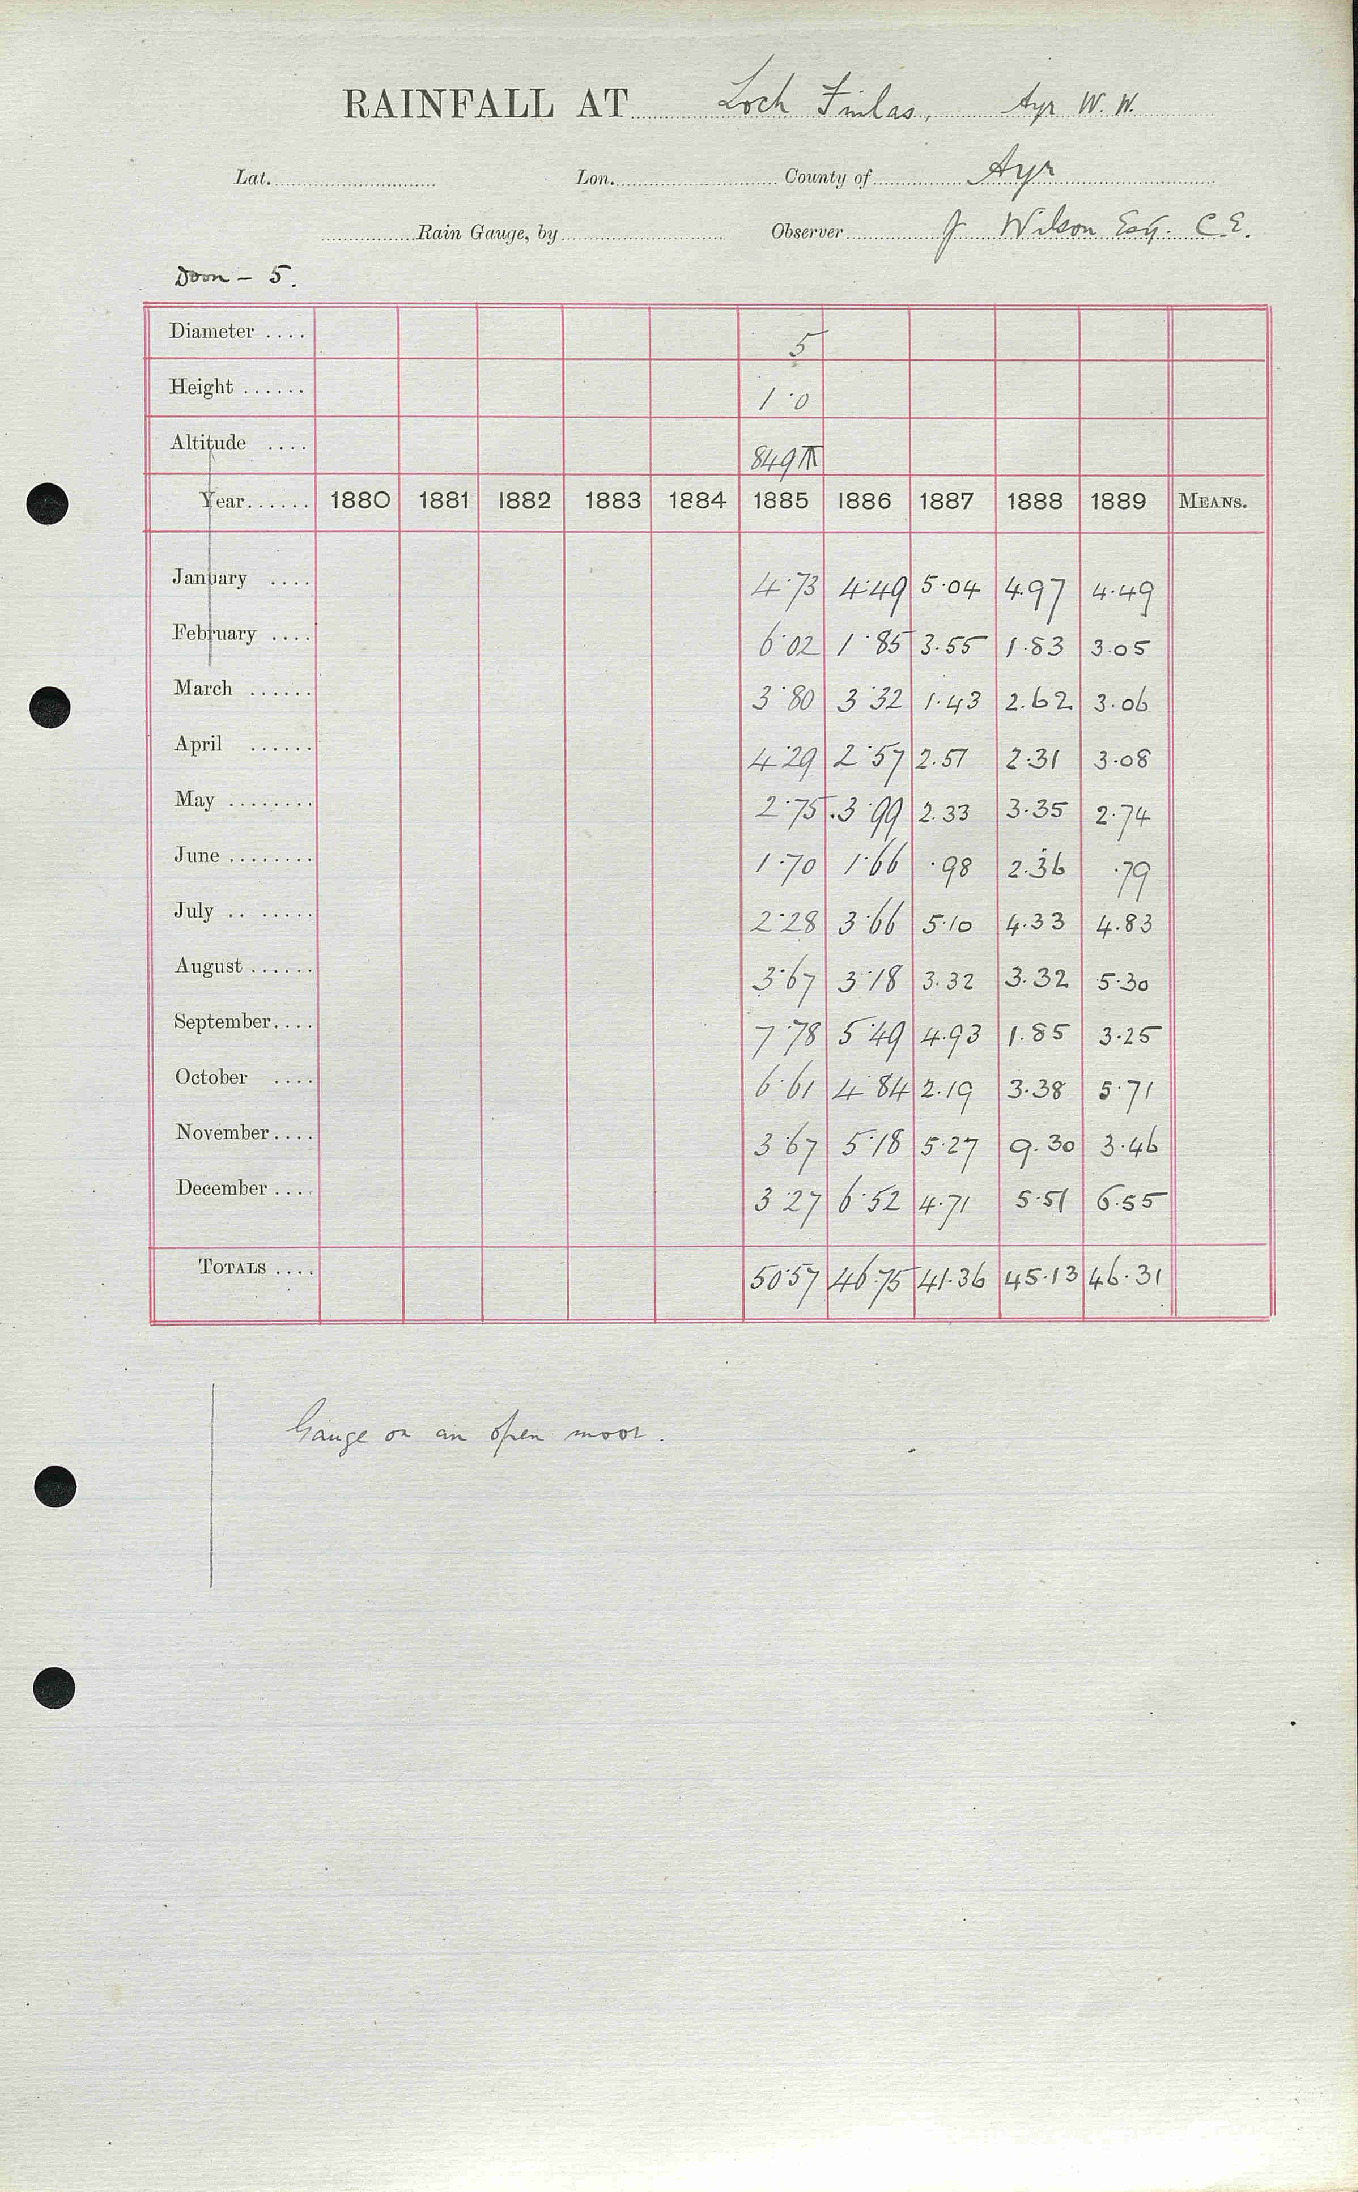 RAINFALL AT Loch Finlas, Ayr W. W.
Lat. Lon. County of Ayr
Rain Gauge, by Observer J Wilson Esq. C.E.
Doon - 5.
Diameter .... 5
Height ...... 1·0
Altitude .... 849 ft
Year...... 1880 1881 1882 1883 1884 1885 1886 1887 1888 1889 MEANS.
January .... 4·73 4·49 5·04 4.97 4·49
February .... 6·02 1·85 3·55 1·83 3·05
March ...... 3·80 3·32 1·43 2.62 3·06
April ...... 4·29 2·57 2.51 2·31 3·08
May ........ 2·75 3·99 2.33 3·35 2·74
June ........ 1·70 1·66 ·98 2.36 ·79
July .. ..... 2·28 3·66 5·10 4·33 4·83
August ...... 3·67 3·18 3.32 3.32 5·30
September.... 7·78 5·49 4·93 1·85 3·25
October .... 6·61 4·84 2·19 3·38 5·71
November.... 3·67 5·18 5·27 9.30 3·46
December .... 3·27 6·52 4·71 5·51 6·55
TOTALS .... 50·57 46·75 41·36 45·13 46·31
Gauge on an open moor.